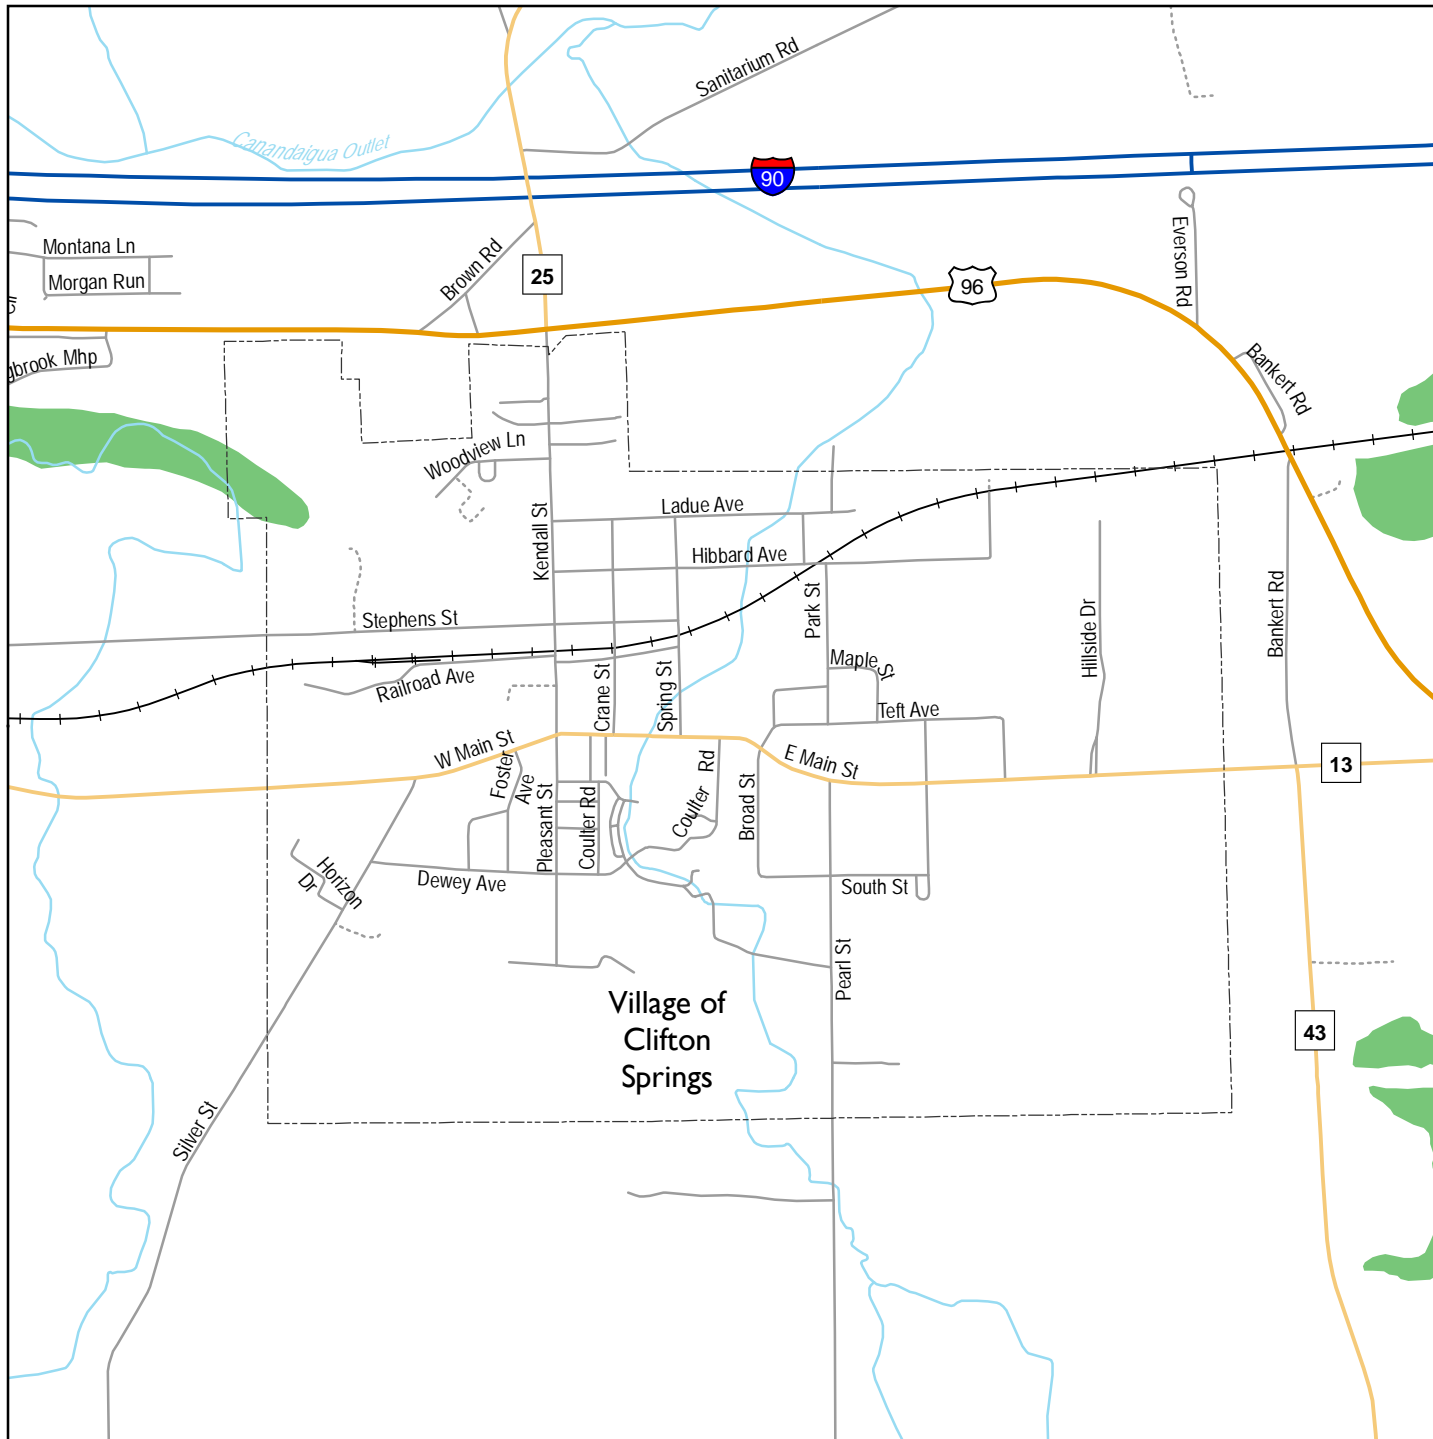 Sanitarium Rd
Canandaigua Outlet
90
Montana Ln
Morgan Run
Brown Rd
25
96
Everson Rd
gbrook Mhp
Bankert Rd
Woodview Ln
Kendall St
Ladue Ave
Hibbard Ave
Park St
Stephens St
Hillside Dr
Bankert Rd
Maple St
Railroad Ave
Crane St
Spring St
Teft Ave
W Main St
E Main St
13
Foster
Ave
Pleasant St
Coulter Rd
Coulter Rd
Broad St
Horizon
Dr
Dewey Ave
South St
Pearl St
Village of
Clifton
Springs
43
Silver St